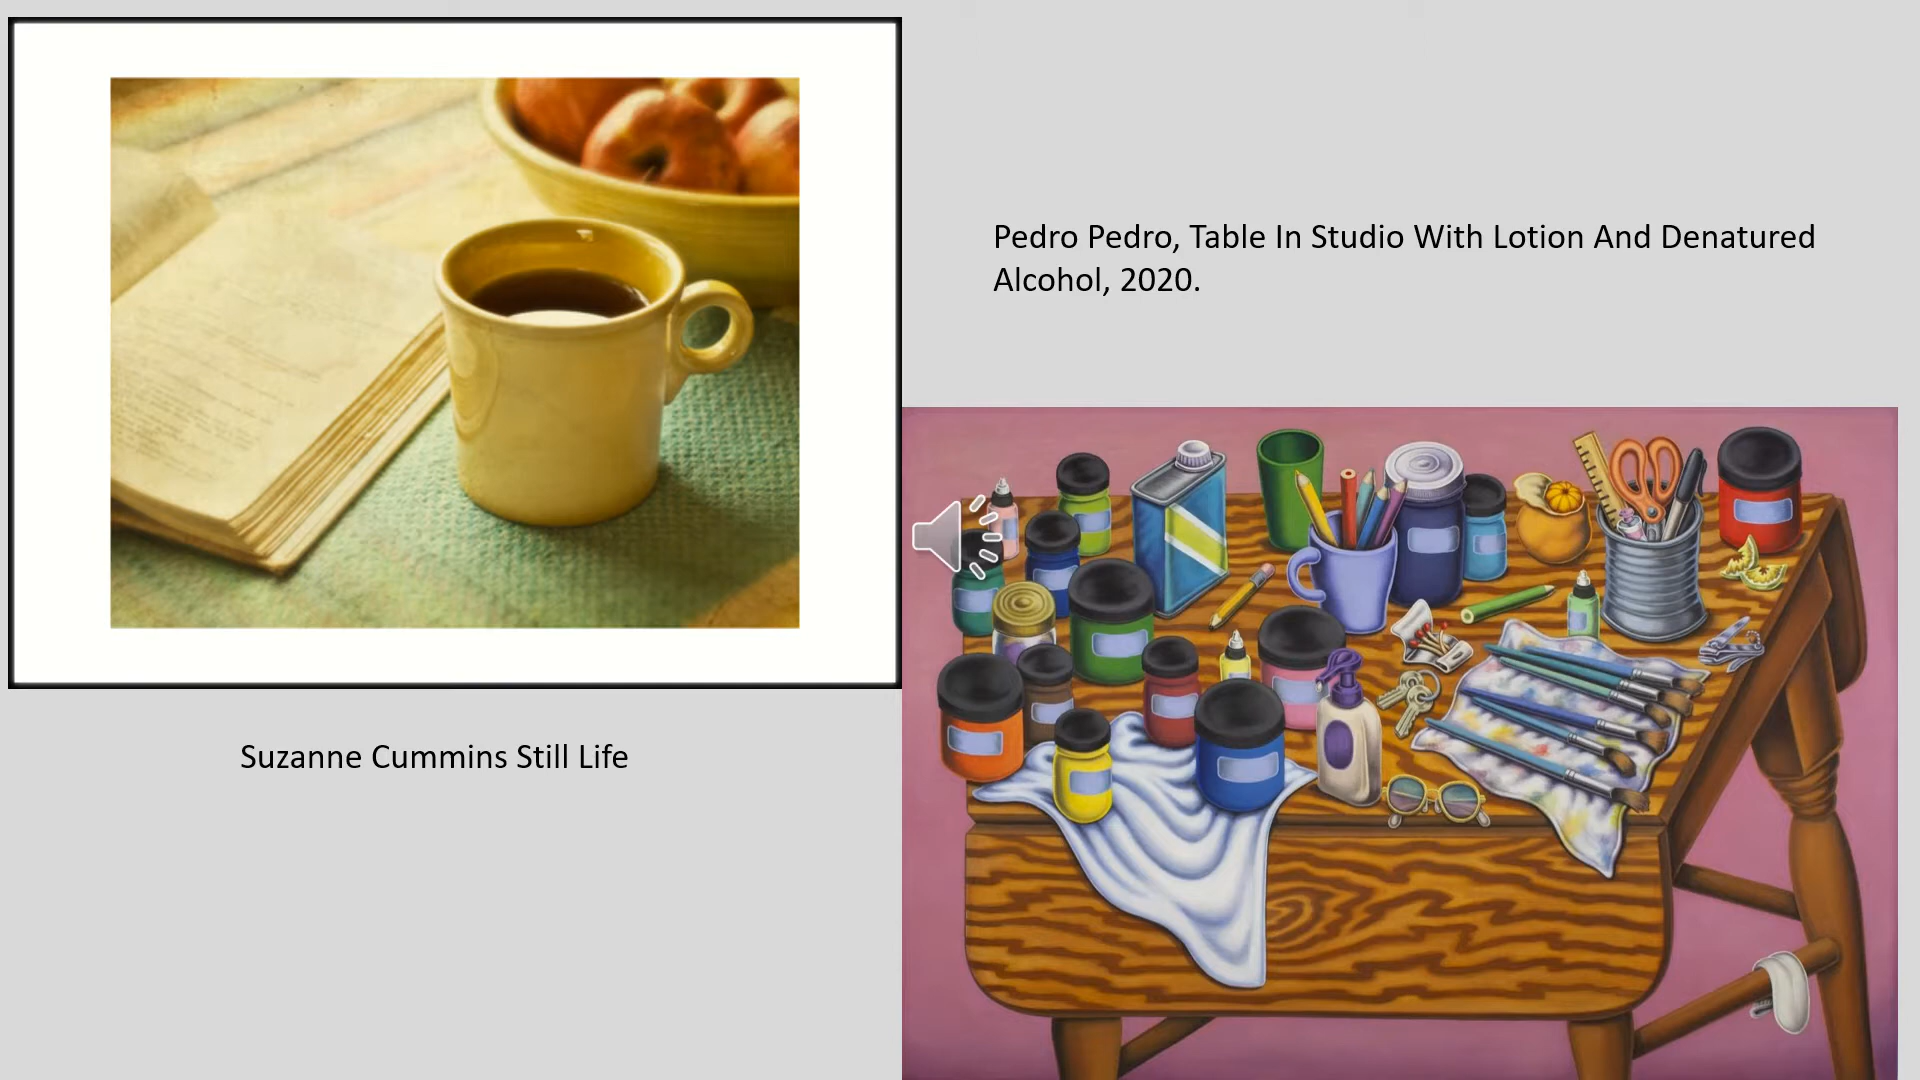 Pedro Pedro, Table In Studio With Lotion And Denatured
Alcohol, 2020.
Suzanne Cummins Still Life